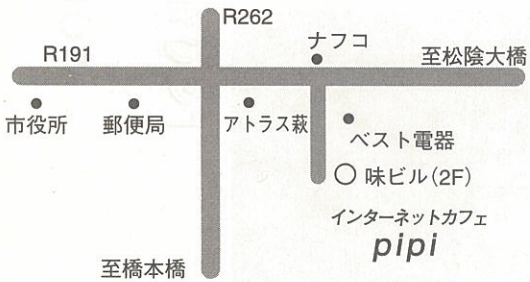 R262
ナフコ
R191
至松陰大橋
市役所
郵便局
アトラス萩
ベスト電器
味ビル(2F)
インターネットカフェ
pipi
至橋本橋